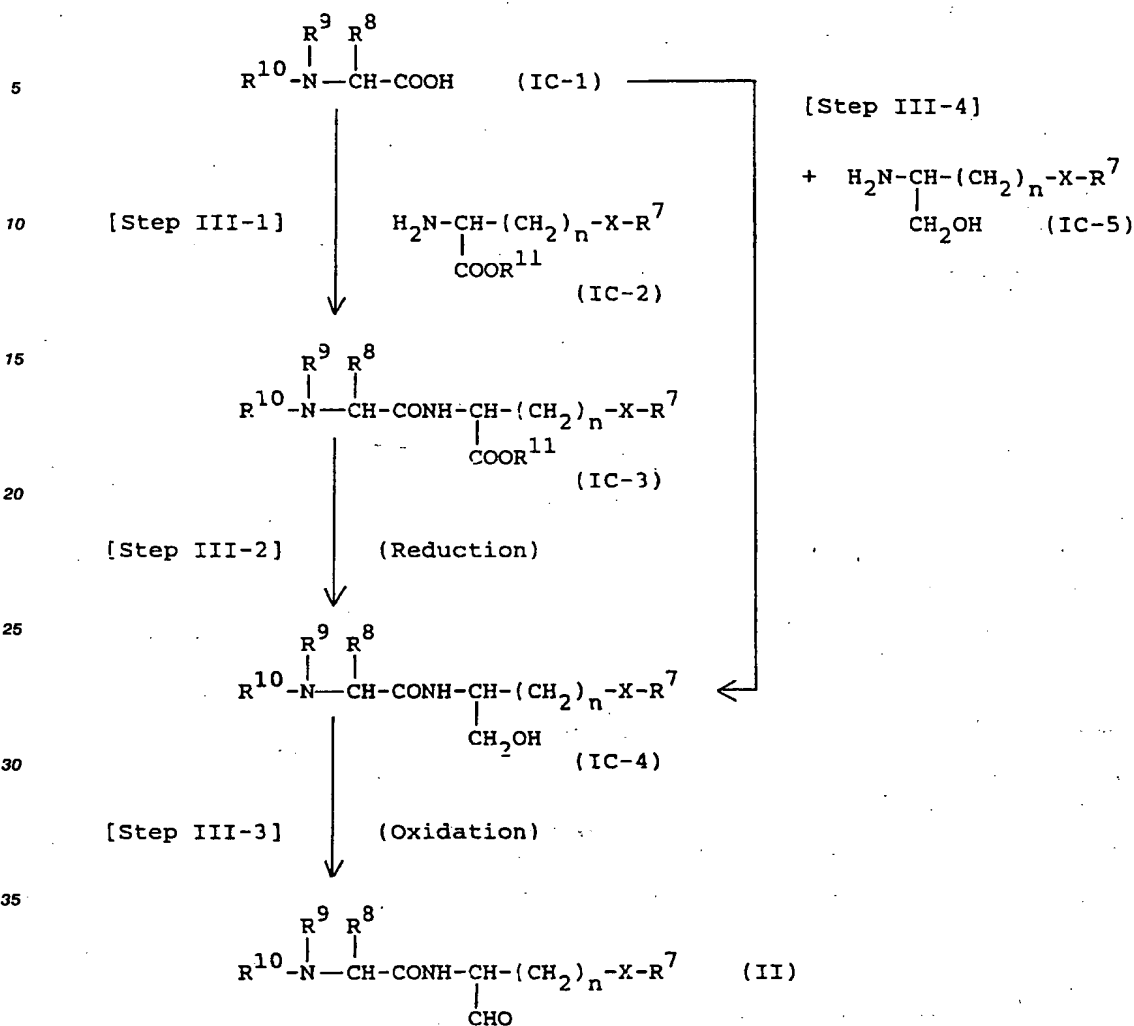 R⁹ R⁸
R¹⁰-N—CH-COOH (IC-1)
5
[Step III-4]
+ H₂N-CH-(CH₂)ₙ-X-R⁷
CH₂OH (IC-5)
10
[Step III-1] H₂N-CH-(CH₂)ₙ-X-R⁷
COOR¹¹
(IC-2)
15
R⁹ R⁸
R¹⁰-N—CH-CONH-CH-(CH₂)ₙ-X-R⁷
COOR¹¹
(IC-3)
20
[Step III-2] (Reduction)
25
R⁹ R⁸
R¹⁰-N—CH-CONH-CH-(CH₂)ₙ-X-R⁷
CH₂OH
(IC-4)
30
[Step III-3] (Oxidation)
35
R⁹ R⁸
R¹⁰-N—CH-CONH-CH-(CH₂)ₙ-X-R⁷ (II)
CHO